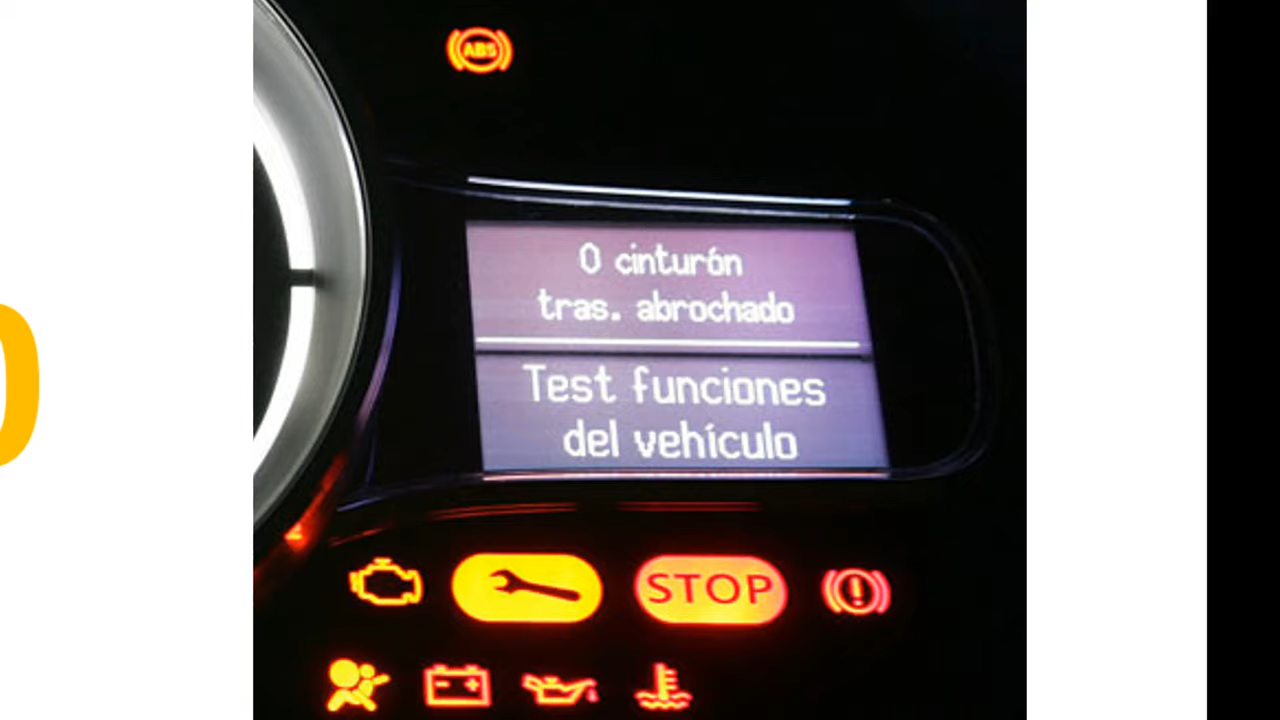 ABS
0 cinturón
tras. abrochado
Test funciones
del vehículo
STOP